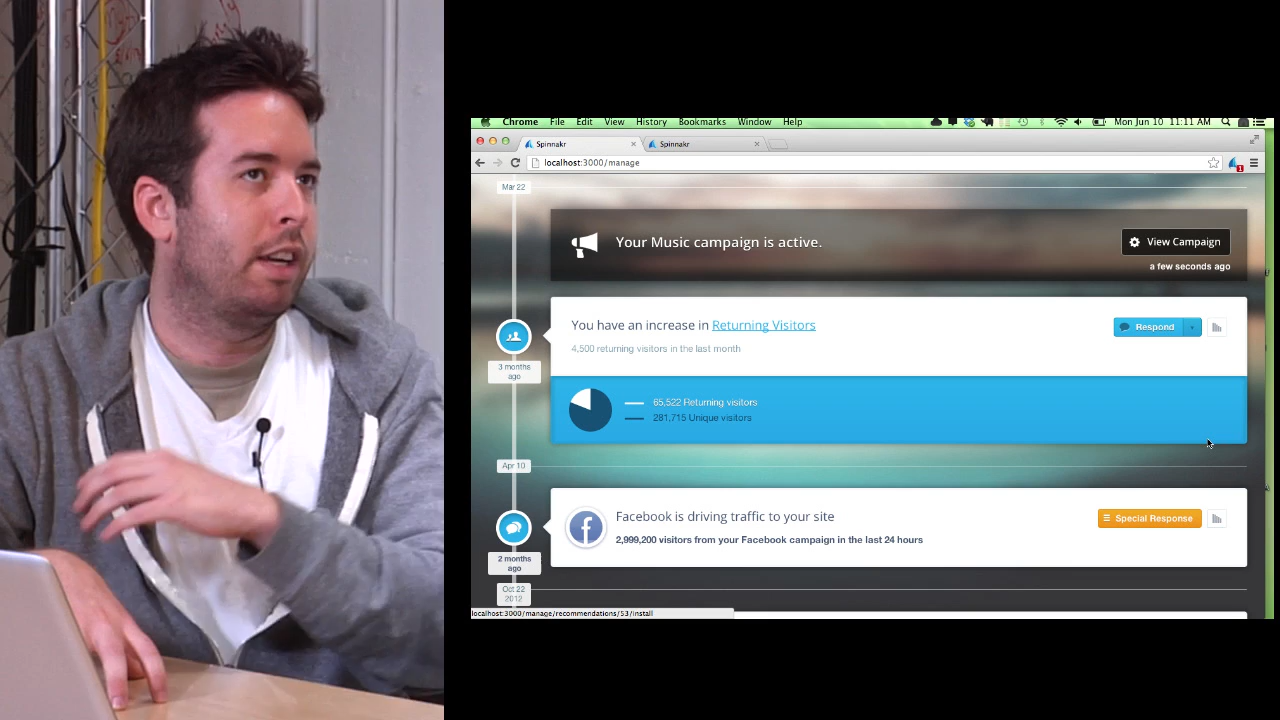 Chrome File Edit View History Bookmarks Window Help Mon Jun 10 11:11 AM
Spinnakr Spinnakr
localhost:3000/manage
1
Mar 22
Your Music campaign is active.
View Campaign
a few seconds ago
You have an increase in Returning Visitors
Respond
4,500 returning visitors in the last month
3 months
ago
65,522 Returning visitors
281,715 Unique visitors
Apr 10
Facebook is driving traffic to your site
Special Response
2,999,200 visitors from your Facebook campaign in the last 24 hours
2 months
ago
Oct 22
2012
localhost:3000/manage/recommendations/53/install